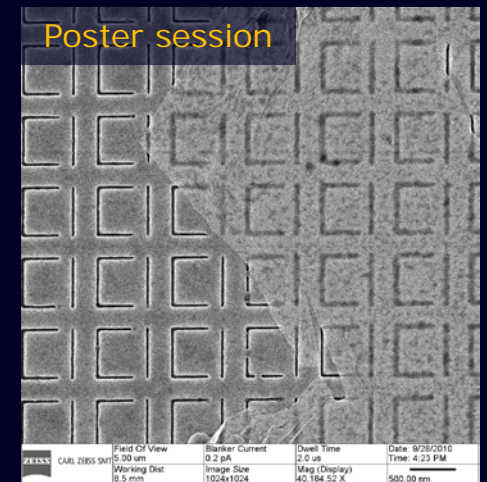 Poster session
ZEISS
CARL ZEISS SMT
Field Of View
5.00 um
Blanker Current
0.2 pA
Dwell Time
2.0 us
Date: 9/28/2010
Time: 4:23 PM
Working Dist
8.5 mm
Image Size
1024x1024
Mag (Display)
40,184.52 X
500.00 nm